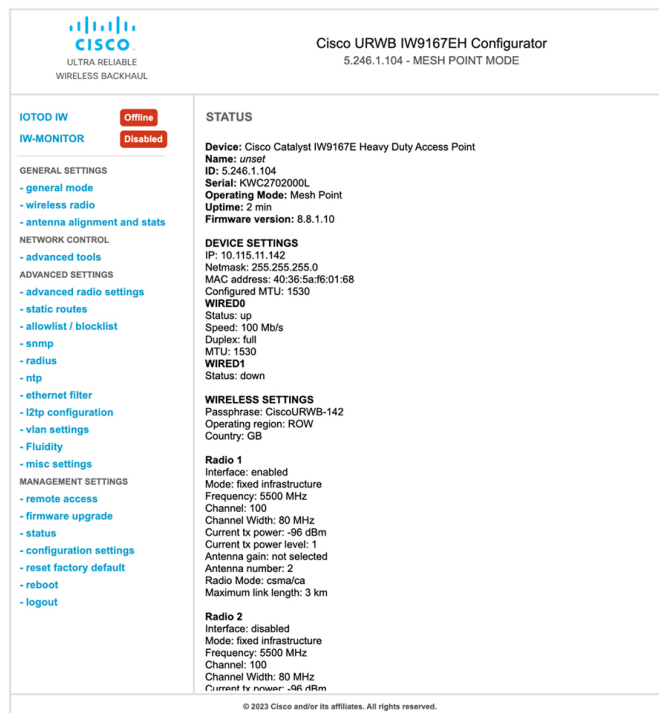 CISCO
ULTRA RELIABLE
WIRELESS BACKHAUL
Cisco URWB IW9167EH Configurator
5.246.1.104 - MESH POINT MODE
IOTOD IW Offline
IW-MONITOR Disabled
GENERAL SETTINGS
- general mode
- wireless radio
- antenna alignment and stats
NETWORK CONTROL
- advanced tools
ADVANCED SETTINGS
- advanced radio settings
- static routes
- allowlist / blocklist
- snmp
- radius
- ntp
- ethernet filter
- l2tp configuration
- vlan settings
- Fluidity
- misc settings
MANAGEMENT SETTINGS
- remote access
- firmware upgrade
- status
- configuration settings
- reset factory default
- reboot
- logout
STATUS
Device: Cisco Catalyst IW9167E Heavy Duty Access Point
Name: unset
ID: 5.246.1.104
Serial: KWC2702000L
Operating Mode: Mesh Point
Uptime: 2 min
Firmware version: 8.8.1.10
DEVICE SETTINGS
IP: 10.115.11.142
Netmask: 255.255.255.0
MAC address: 40:36:5a:f6:01:68
Configured MTU: 1530
WIRED0
Status: up
Speed: 100 Mb/s
Duplex: full
MTU: 1530
WIRED1
Status: down
WIRELESS SETTINGS
Passphrase: CiscoURWB-142
Operating region: ROW
Country: GB
Radio 1
Interface: enabled
Mode: fixed infrastructure
Frequency: 5500 MHz
Channel: 100
Channel Width: 80 MHz
Current tx power: -96 dBm
Current tx power level: 1
Antenna gain: not selected
Antenna number: 2
Radio Mode: csma/ca
Maximum link length: 3 km
Radio 2
Interface: disabled
Mode: fixed infrastructure
Frequency: 5500 MHz
Channel: 100
Channel Width: 80 MHz
Current tx power: -96 dBm
© 2023 Cisco and/or its affiliates. All rights reserved.